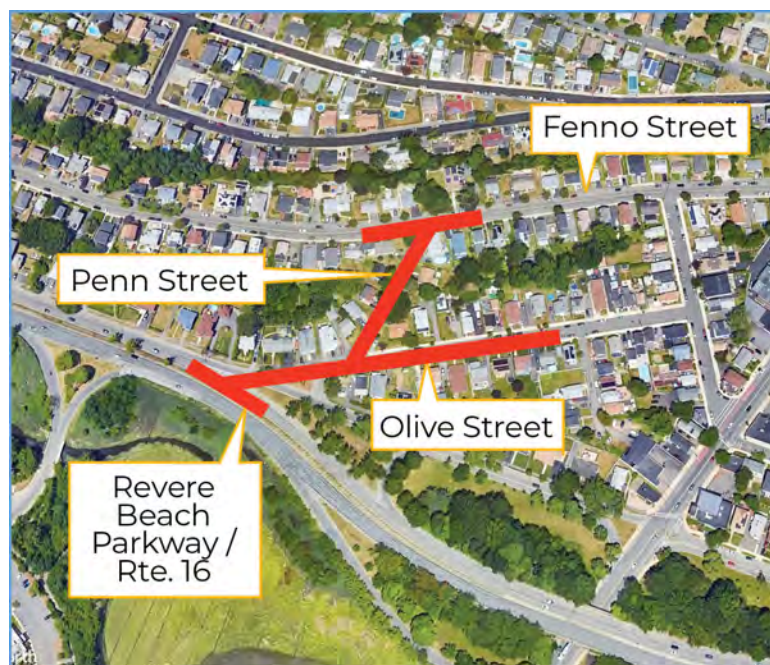 Fenno Street
Penn Street
Olive Street
Revere
Beach
Parkway /
Rte. 16